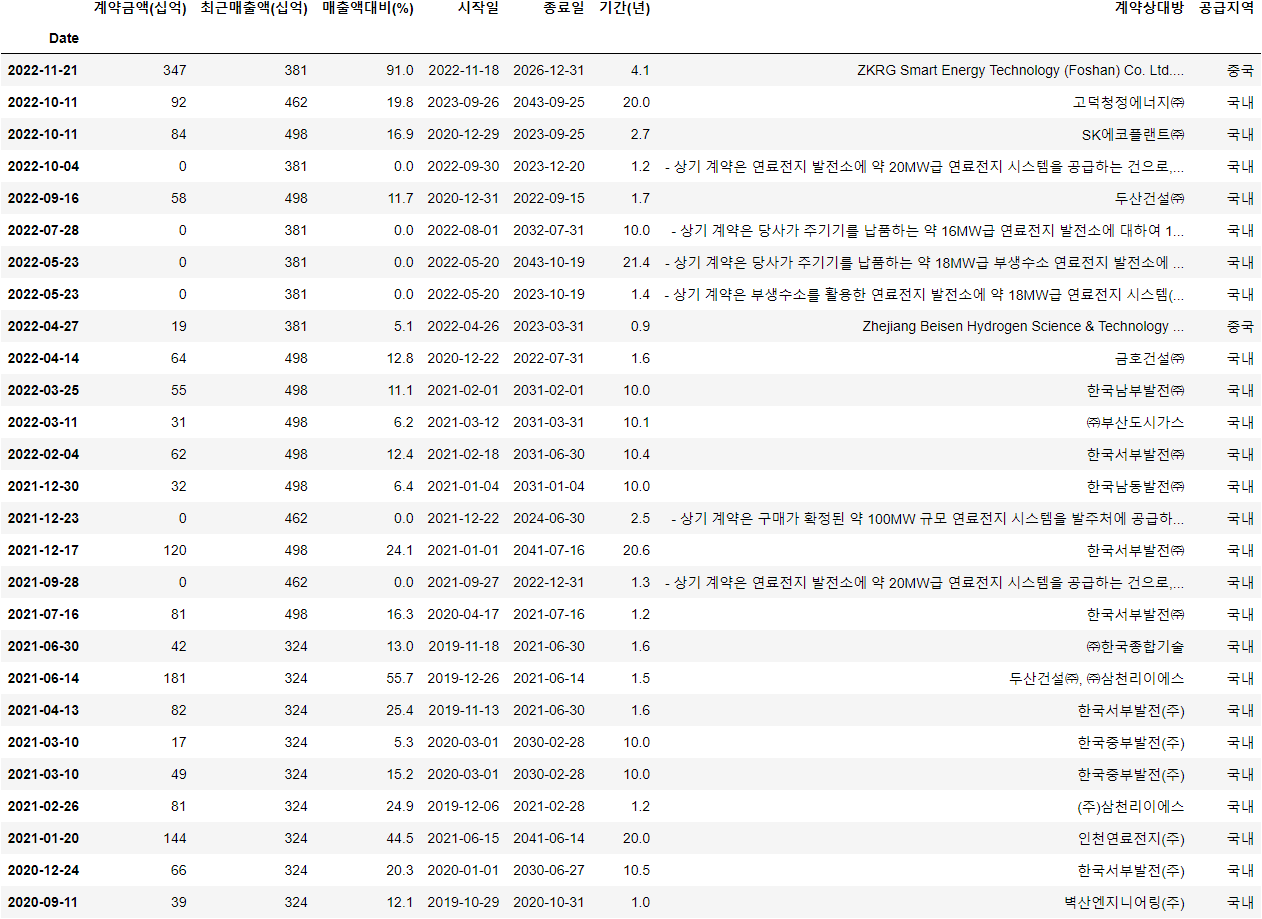 계약금액(십억) 최근매출액(십억) 매출액대비(%) 시작일 종료일 기간(년) 계약상대방 공급지역
Date
2022-11-21 347 381 91.0 2022-11-18 2026-12-31 4.1 ZKRG Smart Energy Technology (Foshan) Co. Ltd.... 중국
2022-10-11 92 462 19.8 2023-09-26 2043-09-25 20.0 고덕청정에너지㈜ 국내
2022-10-11 84 498 16.9 2020-12-29 2023-09-25 2.7 SK에코플랜트㈜ 국내
2022-10-04 0 381 0.0 2022-09-30 2023-12-20 1.2 - 상기 계약은 연료전지 발전소에 약 20MW급 연료전지 시스템을 공급하는 건으로,... 국내
2022-09-16 58 498 11.7 2020-12-31 2022-09-15 1.7 두산건설㈜ 국내
2022-07-28 0 381 0.0 2022-08-01 2032-07-31 10.0 - 상기 계약은 당사가 주기기를 납품하는 약 16MW급 연료전지 발전소에 대하여 1... 국내
2022-05-23 0 381 0.0 2022-05-20 2043-10-19 21.4 - 상기 계약은 당사가 주기기를 납품하는 약 18MW급 부생수소 연료전지 발전소에 ... 국내
2022-05-23 0 381 0.0 2022-05-20 2023-10-19 1.4 - 상기 계약은 부생수소를 활용한 연료전지 발전소에 약 18MW급 연료전지 시스템(... 국내
2022-04-27 19 381 5.1 2022-04-26 2023-03-31 0.9 Zhejiang Beisen Hydrogen Science & Technology ... 중국
2022-04-14 64 498 12.8 2020-12-22 2022-07-31 1.6 금호건설㈜ 국내
2022-03-25 55 498 11.1 2021-02-01 2031-02-01 10.0 한국남부발전㈜ 국내
2022-03-11 31 498 6.2 2021-03-12 2031-03-31 10.1 ㈜부산도시가스 국내
2022-02-04 62 498 12.4 2021-02-18 2031-06-30 10.4 한국서부발전㈜ 국내
2021-12-30 32 498 6.4 2021-01-04 2031-01-04 10.0 한국남동발전㈜ 국내
2021-12-23 0 462 0.0 2021-12-22 2024-06-30 2.5 - 상기 계약은 구매가 확정된 약 100MW 규모 연료전지 시스템을 발주처에 공급하... 국내
2021-12-17 120 498 24.1 2021-01-01 2041-07-16 20.6 한국서부발전㈜ 국내
2021-09-28 0 462 0.0 2021-09-27 2022-12-31 1.3 - 상기 계약은 연료전지 발전소에 약 20MW급 연료전지 시스템을 공급하는 건으로,... 국내
2021-07-16 81 498 16.3 2020-04-17 2021-07-16 1.2 한국서부발전㈜ 국내
2021-06-30 42 324 13.0 2019-11-18 2021-06-30 1.6 ㈜한국종합기술 국내
2021-06-14 181 324 55.7 2019-12-26 2021-06-14 1.5 두산건설㈜, ㈜삼천리이에스 국내
2021-04-13 82 324 25.4 2019-11-13 2021-06-30 1.6 한국서부발전(주) 국내
2021-03-10 17 324 5.3 2020-03-01 2030-02-28 10.0 한국중부발전(주) 국내
2021-03-10 49 324 15.2 2020-03-01 2030-02-28 10.0 한국중부발전(주) 국내
2021-02-26 81 324 24.9 2019-12-06 2021-02-28 1.2 (주)삼천리이에스 국내
2021-01-20 144 324 44.5 2021-06-15 2041-06-14 20.0 인천연료전지(주) 국내
2020-12-24 66 324 20.3 2020-01-01 2030-06-27 10.5 한국서부발전(주) 국내
2020-09-11 39 324 12.1 2019-10-29 2020-10-31 1.0 벽산엔지니어링(주) 국내